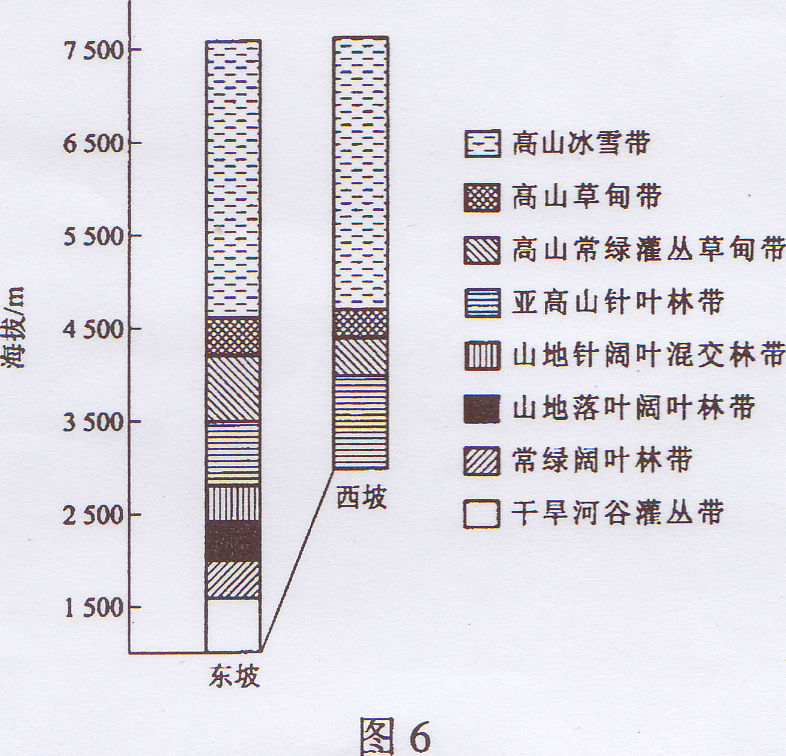 海拔/m
7 500
6 500
5 500
4 500
3 500
2 500
1 500
东坡
西坡
高山冰雪带
高山草甸带
高山常绿灌丛草甸带
亚高山针叶林带
山地针阔叶混交林带
山地落叶阔叶林带
常绿阔叶林带
干旱河谷灌丛带
图 6